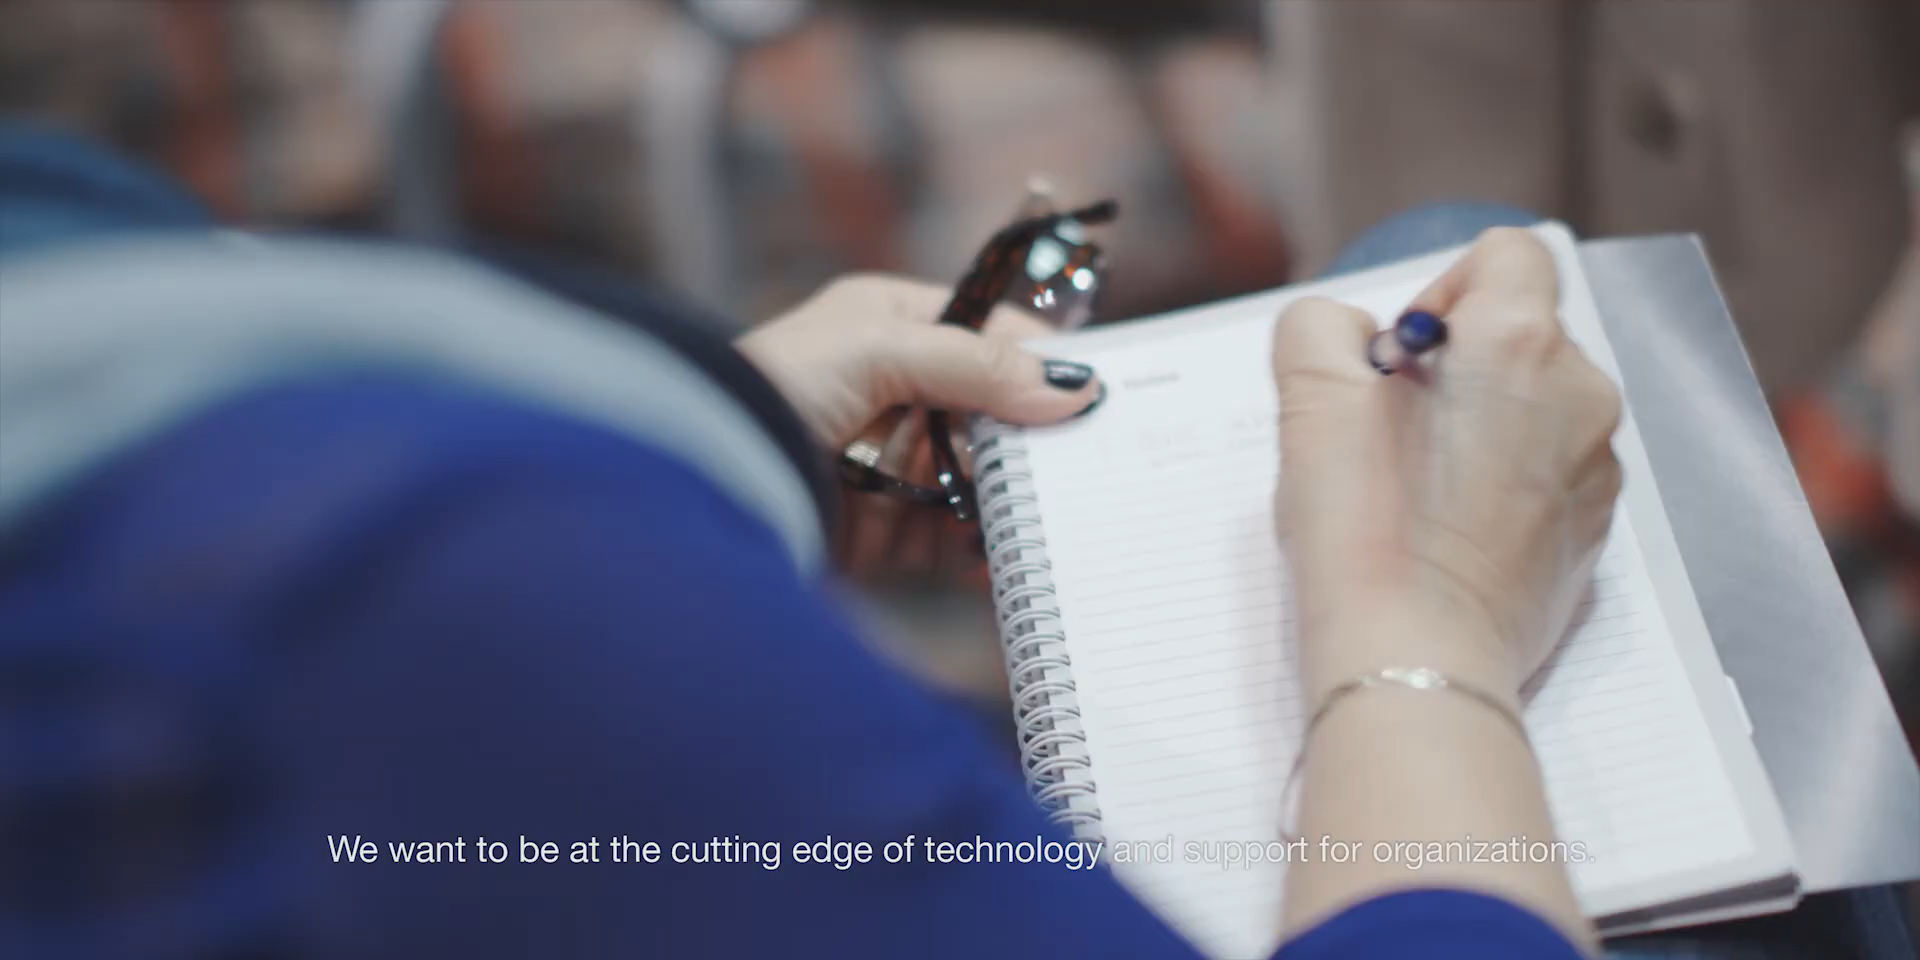 We want to be at the cutting edge of technology and support for organizations.